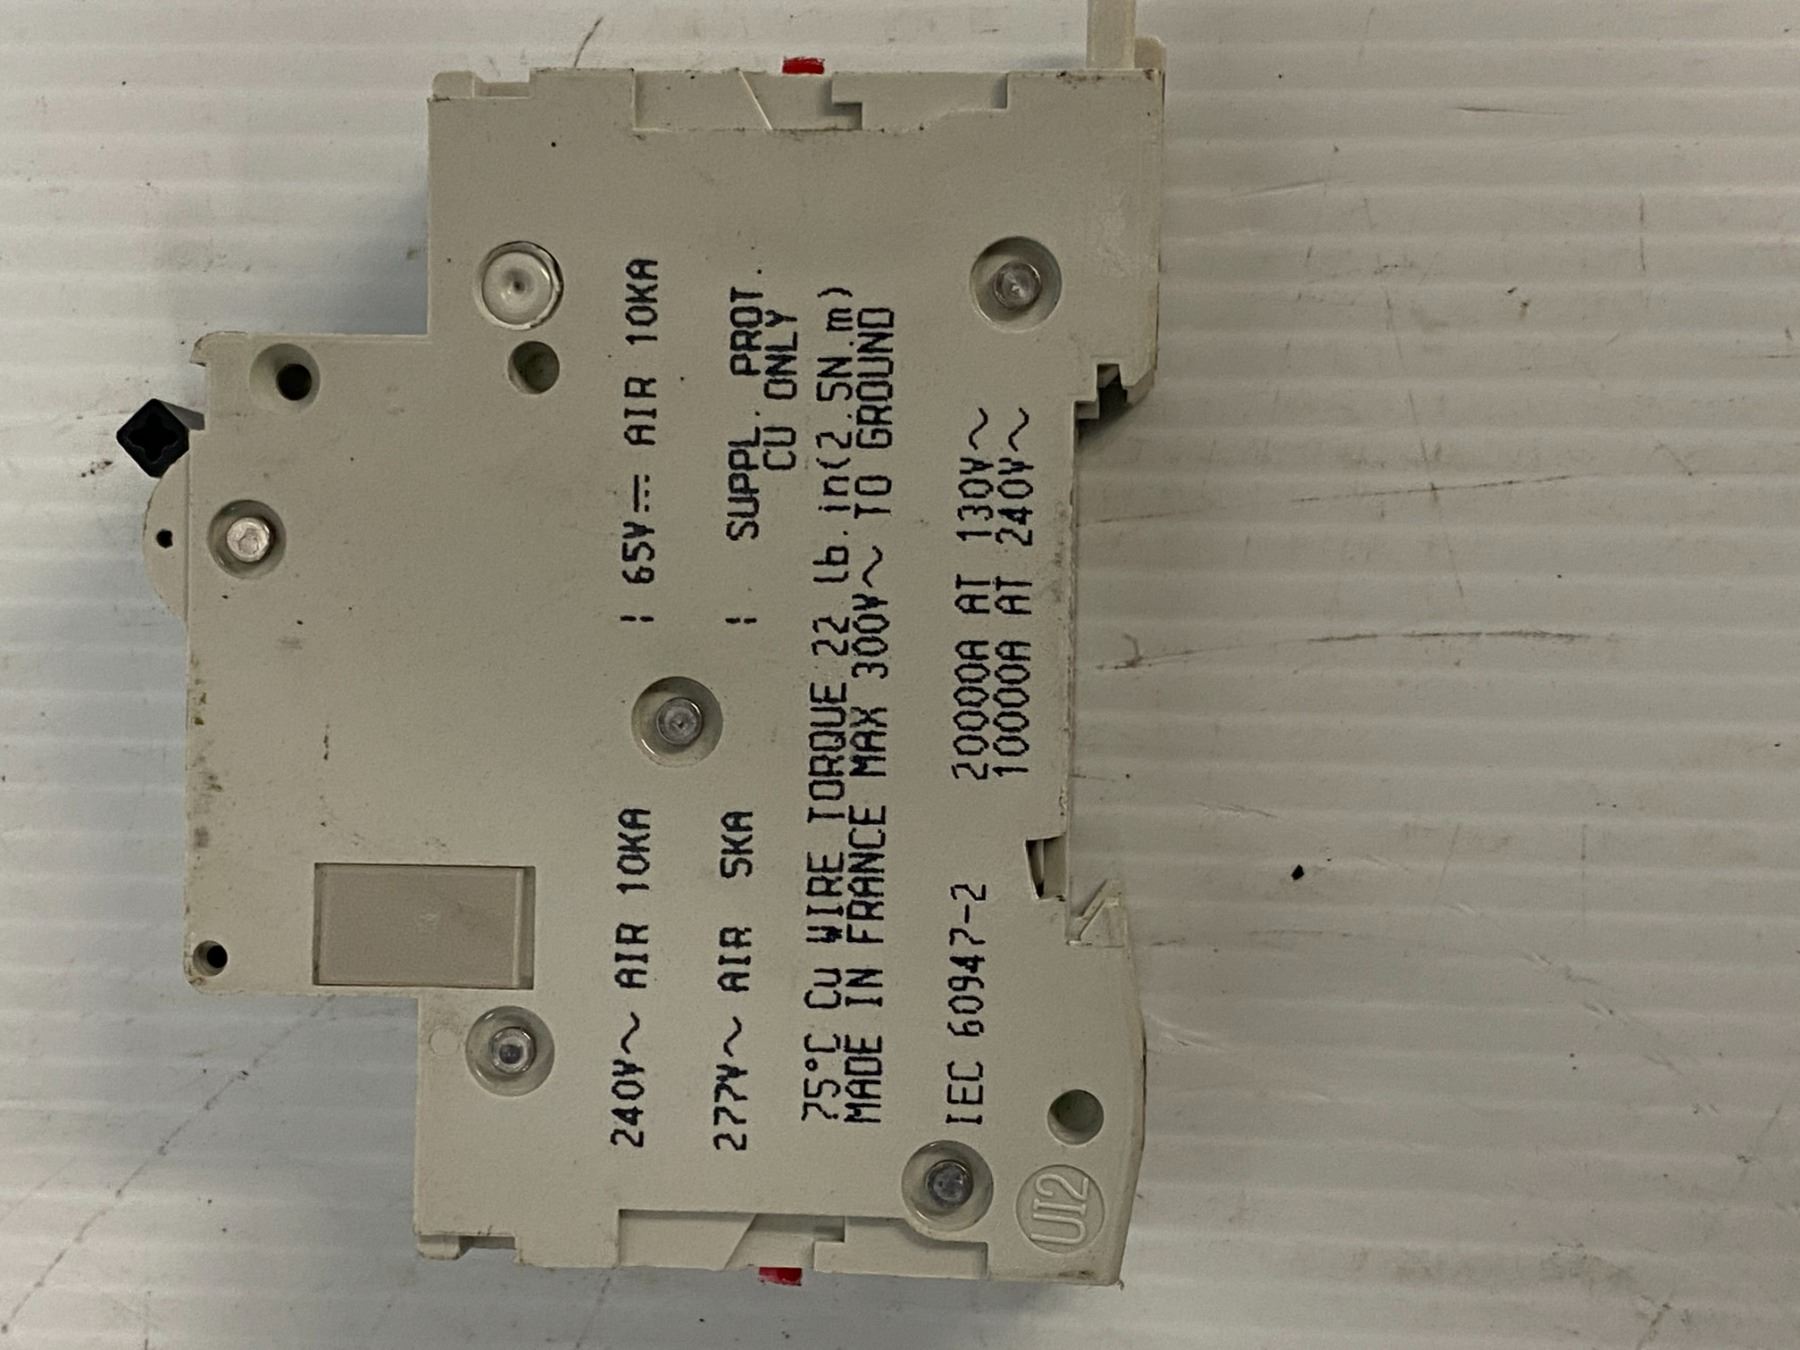 240V~ AIR 10KA ¦ 65V⎓ AIR 10KA
277V~ AIR 5KA ¦ SUPPL. PROT.
CU ONLY
75°C Cu WIRE TORQUE 22 lb.in(2.5N.m)
MADE IN FRANCE MAX 300V~ TO GROUND
IEC 60947-2 20000A AT 130V~
10000A AT 240V~
UI2